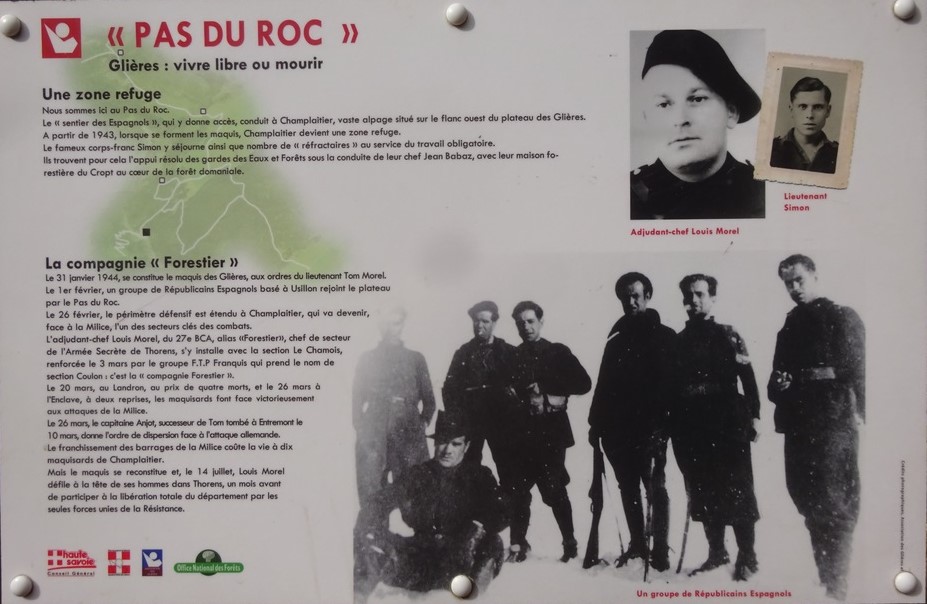 « PAS DU ROC »
Glières : vivre libre ou mourir
Une zone refuge
Nous sommes ici au Pas du Roc.
Le « sentier des Espagnols », qui y donne accès, conduit à Champlaitier, vaste alpage situé sur le flanc ouest du plateau des Glières.
A partir de 1943, lorsque se forment les maquis, Champlaitier devient une zone refuge.
Le fameux corps-franc Simon y séjourne ainsi que nombre de « réfractaires » au service du travail obligatoire.
Ils trouvent pour cela l'appui résolu des gardes des Eaux et Forêts sous la conduite de leur chef Jean Babaz, avec leur maison fo-
restière du Cropt au cœur de la forêt domaniale.
Adjudant-chef Louis Morel
Lieutenant
Simon
La compagnie « Forestier »
Le 31 janvier 1944, se constitue le maquis des Glières, aux ordres du lieutenant Tom Morel.
Le 1er février, un groupe de Républicains Espagnols basé à Usillon rejoint le plateau
par le Pas du Roc.
Le 26 février, le périmètre défensif est étendu à Champlaitier, qui va devenir,
face à la Milice, l'un des secteurs clés des combats.
L'adjudant-chef Louis Morel, du 27e BCA, alias «Forestier», chef de secteur
de l'Armée Secrète de Thorens, s'y installe avec la section Le Chamois,
renforcée le 3 mars par le groupe F.T.P Franquis qui prend le nom de
section Coulon : c'est la « compagnie Forestier ».
Le 20 mars, au Landron, au prix de quatre morts, et le 26 mars à
l'Enclave, à deux reprises, les maquisards font face victorieusement
aux attaques de la Milice.
Le 26 mars, le capitaine Anjot, successeur de Tom tombé à Entremont le
10 mars, donne l'ordre de dispersion face à l'attaque allemande.
Le franchissement des barrages de la Milice coûte la vie à dix
maquisards de Champlaitier.
Mais le maquis se reconstitue et, le 14 juillet, Louis Morel
défile à la tête de ses hommes dans Thorens, un mois avant
de participer à la libération totale du département par les
seules forces unies de la Résistance.
haute
savoie
Conseil Général
Office National des Forêts
Un groupe de Républicains Espagnols